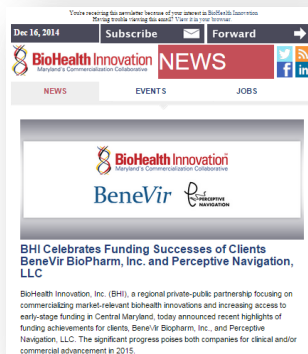 You're receiving this newsletter because of your interest in BioHealth Innovation
Having trouble viewing this email? View it in your browser.
Dec 16, 2014 Subscribe Forward
BioHealth Innovation NEWS
Maryland's Commercialization Collaborative
NEWS EVENTS JOBS
BioHealth Innovation
Maryland's Commercialization Collaborative
BeneVir PERCEPTIVE
NAVIGATION
BHI Celebrates Funding Successes of Clients
BeneVir BioPharm, Inc. and Perceptive Navigation,
LLC
BioHealth Innovation, Inc. (BHI), a regional private-public partnership focusing on
commercializing market-relevant biohealth innovations and increasing access to
early-stage funding in Central Maryland, today announced recent highlights of
funding achievements for clients, BeneVir Biopharm, Inc., and Perceptive
Navigation, LLC. The significant progress poises both companies for clinical and/or
commercial advancement in 2015.